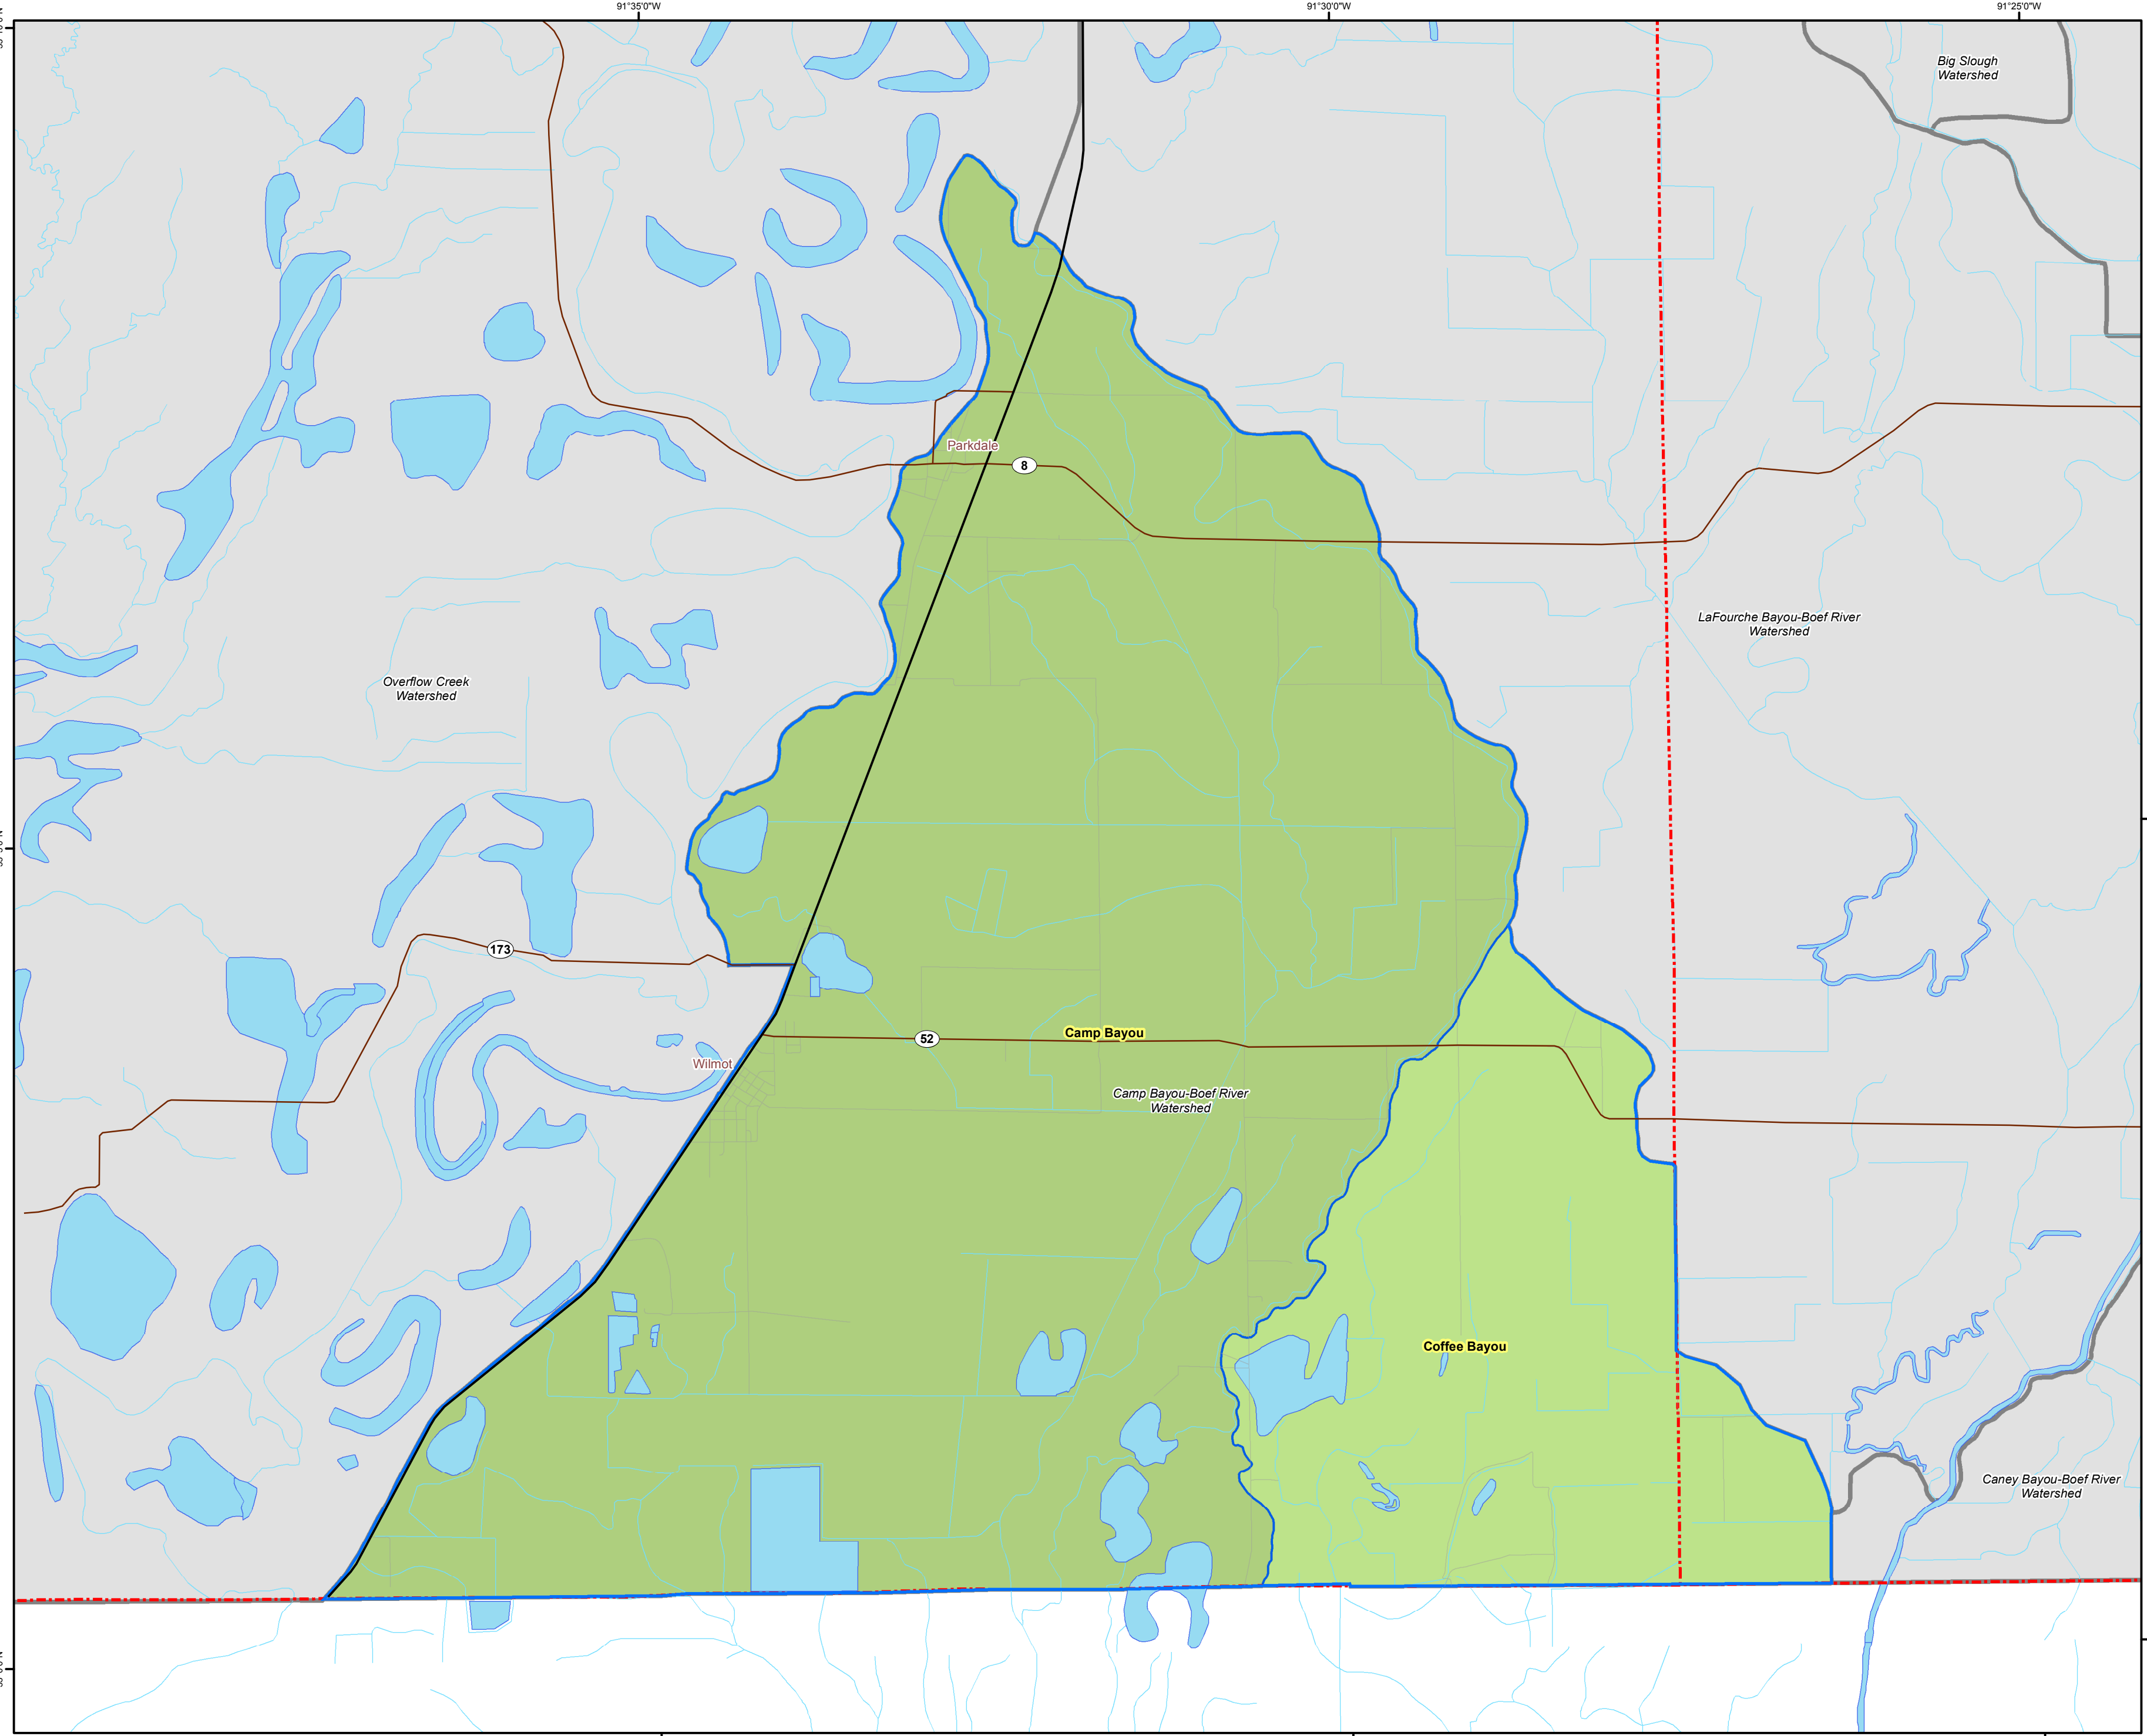 91°35'0"W
91°30'0"W
91°25'0"W
Big Slough
Watershed
Parkdale
8
LaFourche Bayou-Boef River
Watershed
Overflow Creek
Watershed
173
52
Camp Bayou
Wilmot
Camp Bayou-Boef River
Watershed
Coffee Bayou
Caney Bayou-Boef River
Watershed